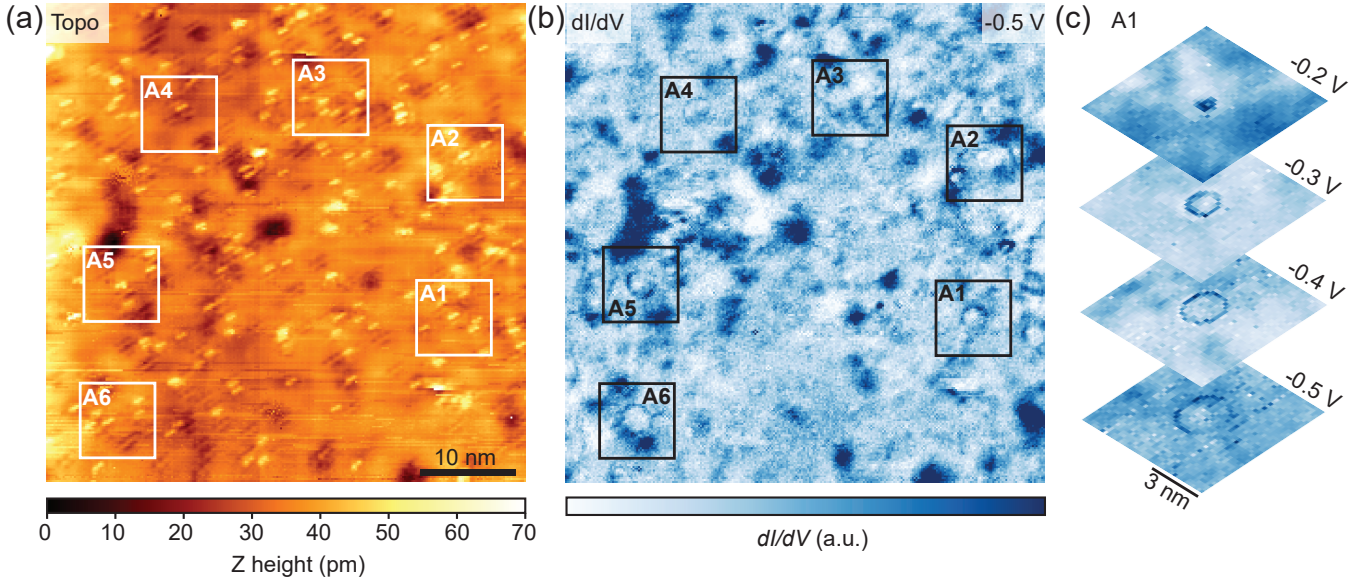 (a) Topo
A4
A3
A2
A5
A1
A6
10 nm
0 10 20 30 40 50 60 70
Z height (pm)
(b) dI/dV -0.5 V
A4
A3
A2
A5
A1
A6
dI/dV (a.u.)
(c) A1
-0.2 V
-0.3 V
-0.4 V
-0.5 V
3 nm